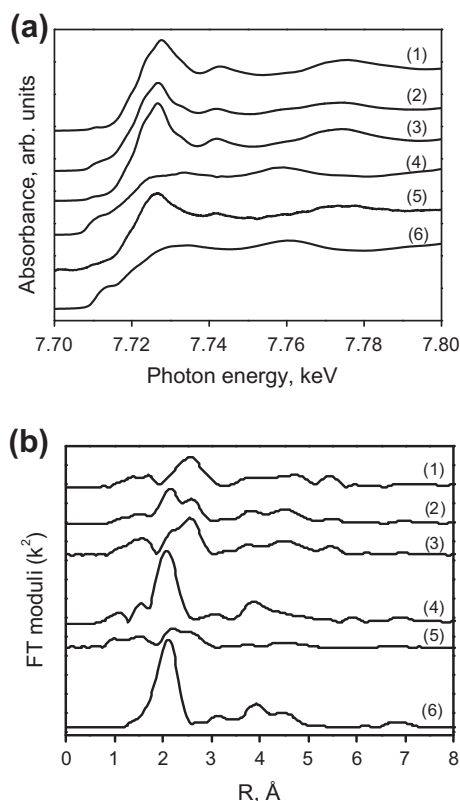 (a)
Absorbance, arb. units
(1)
(2)
(3)
(4)
(5)
(6)
7.70 7.72 7.74 7.76 7.78 7.80
Photon energy, keV
(b)
FT moduli (k²)
(1)
(2)
(3)
(4)
(5)
(6)
0 1 2 3 4 5 6 7 8
R, Å